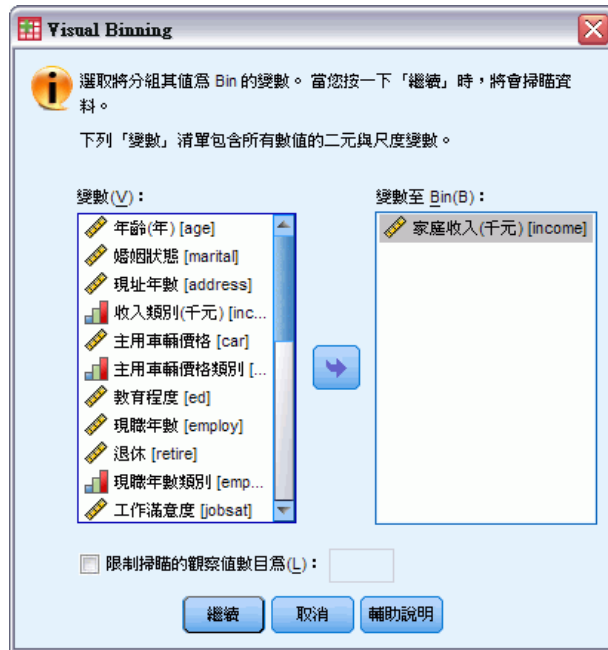 Visual Binning
選取將分組其值為 Bin 的變數。 當您按一下「繼續」時，將會掃瞄資
料。
下列「變數」清單包含所有數值的二元與尺度變數。
變數(V)：
年齡(年) [age]
婚姻狀態 [marital]
現址年數 [address]
收入類別(千元) [inc...
主用車輛價格 [car]
主用車輛價格類別 [...
教育程度 [ed]
現職年數 [employ]
退休 [retire]
現職年數類別 [emp...
工作滿意度 [jobsat]
變數至 Bin(B)：
家庭收入(千元) [income]
限制掃瞄的觀察值數目為(L)：
繼續
取消
輔助說明